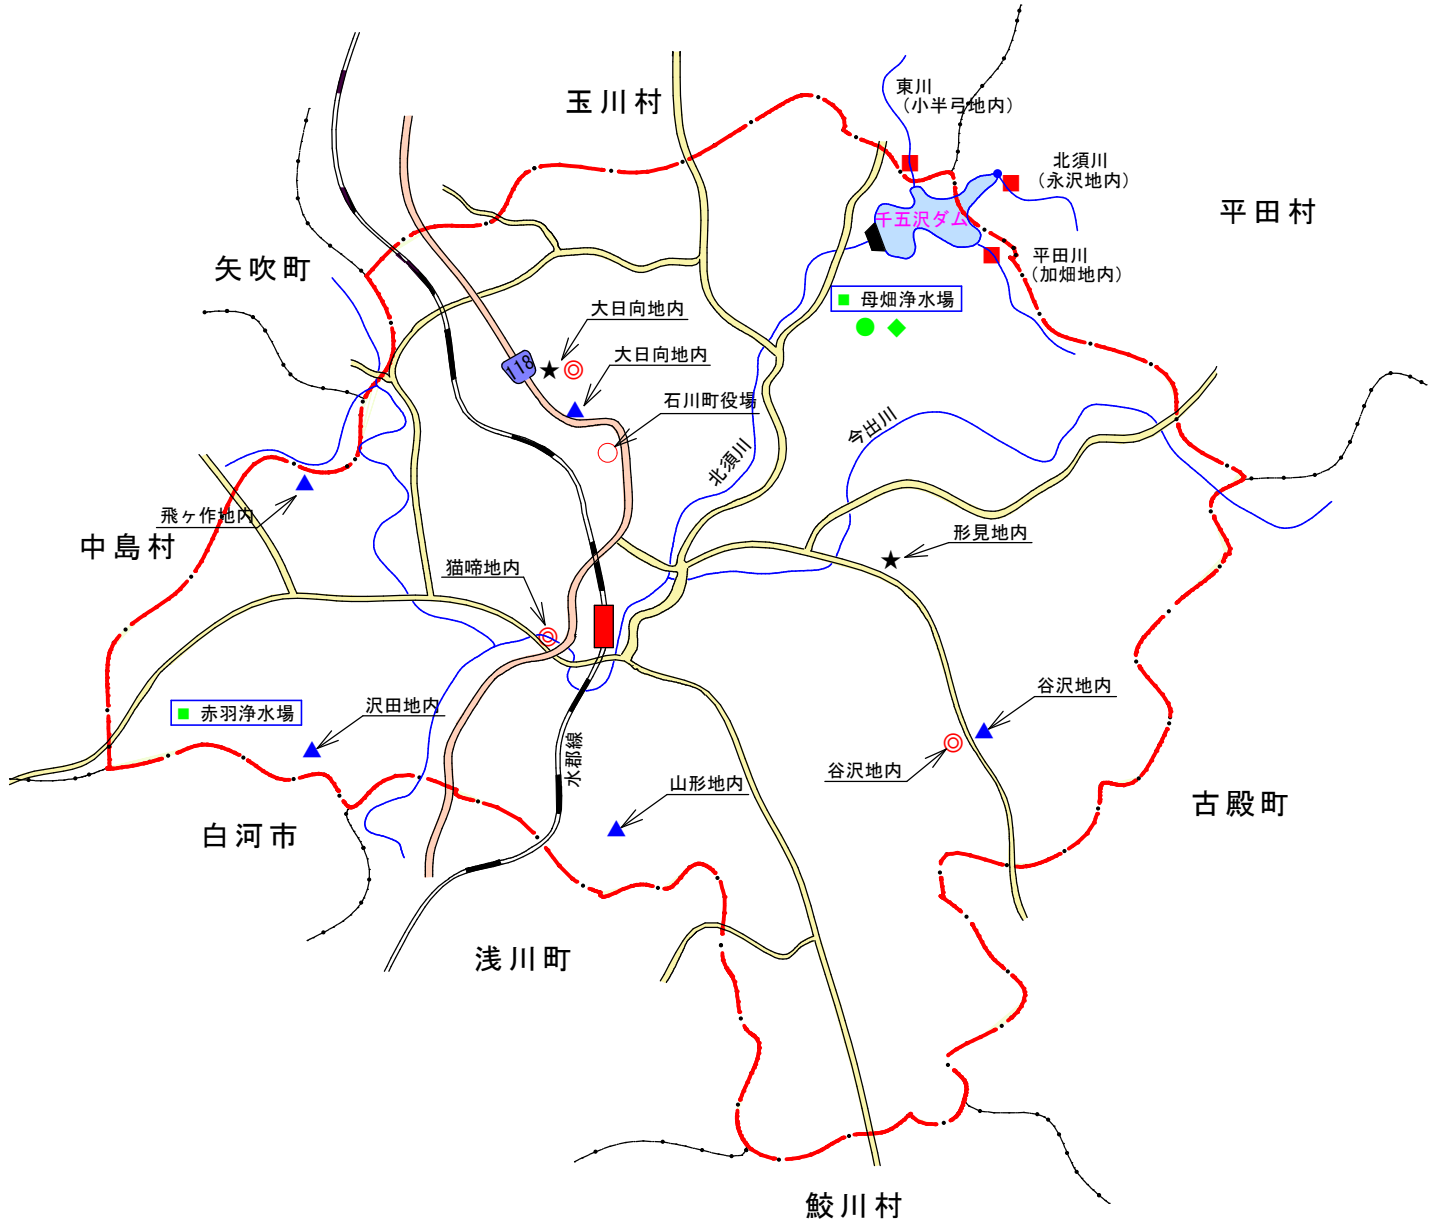 玉川村
東川
（小半弓地内）
北須川
（永沢地内）
平田村
千五沢ダム
平田川
（加畑地内）
矢吹町
母畑浄水場
大日向地内
大日向地内
118
石川町役場
北須川
今出川
飛ヶ作地内
中島村
形見地内
猫啼地内
谷沢地内
赤羽浄水場
沢田地内
水郡線
谷沢地内
山形地内
古殿町
白河市
浅川町
鮫川村